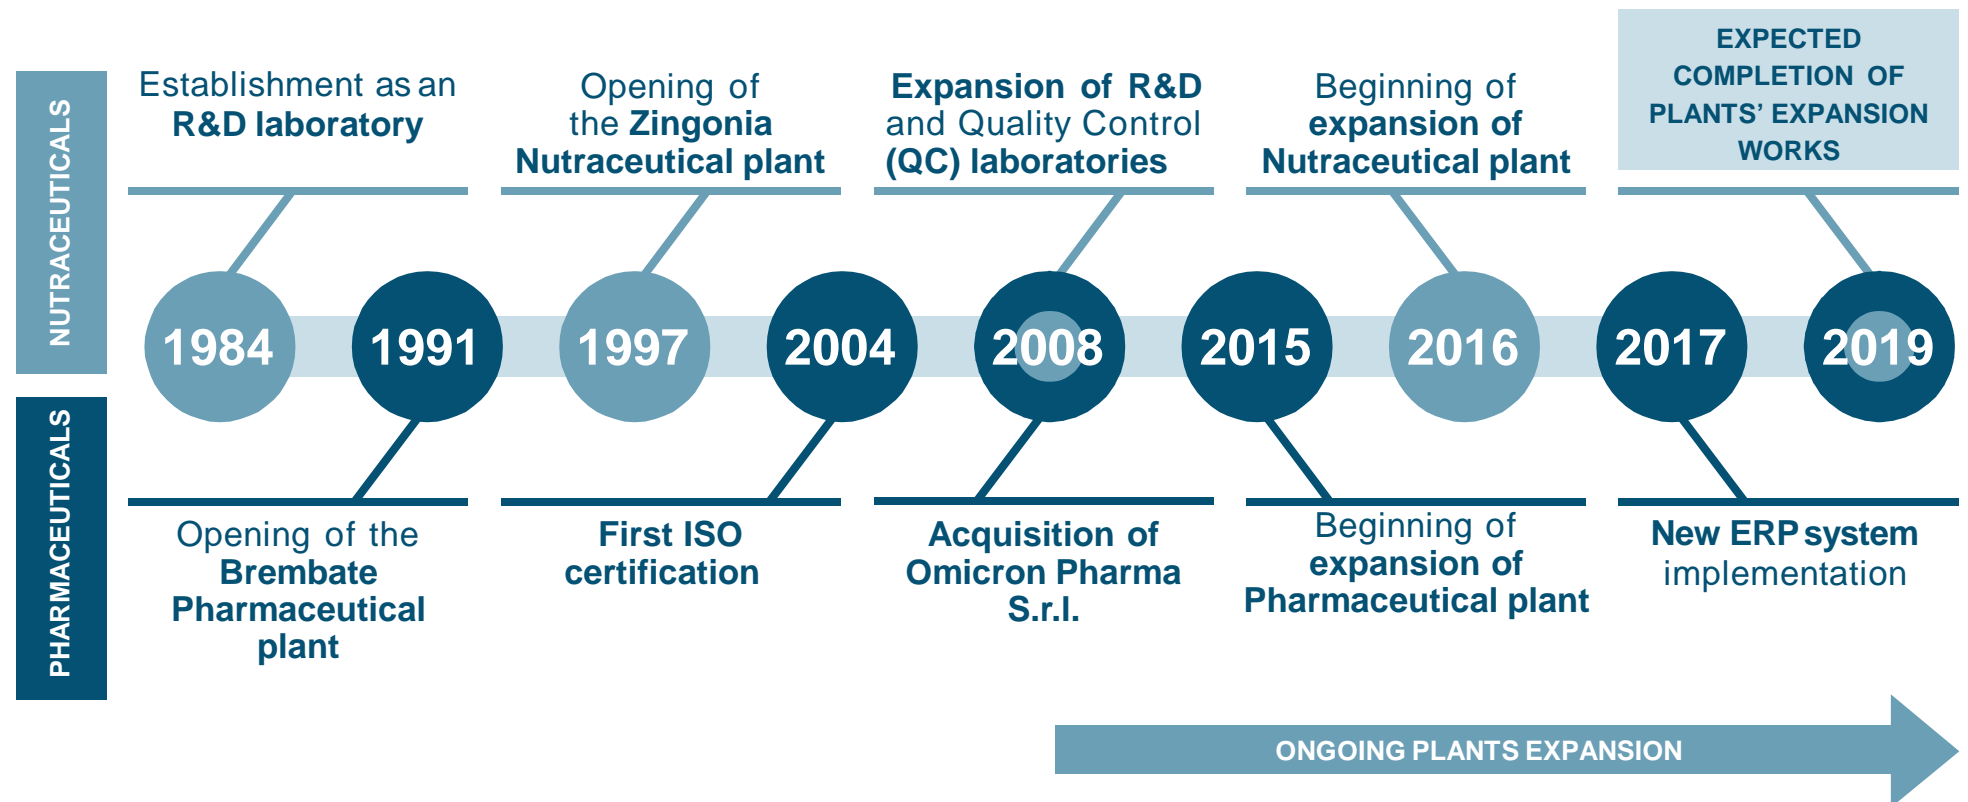 NUTRACEUTICALS
Establishment as an
R&D laboratory
Opening of
the Zingonia
Nutraceutical plant
Expansion of R&D
and Quality Control
(QC) laboratories
Beginning of
expansion of
Nutraceutical plant
EXPECTED
COMPLETION OF
PLANTS’ EXPANSION
WORKS
1984
1991
1997
2004
2008
2015
2016
2017
2019
PHARMACEUTICALS
Opening of the
Brembate
Pharmaceutical
plant
First ISO
certification
Acquisition of
Omicron Pharma
S.r.l.
Beginning of
expansion of
Pharmaceutical plant
New ERP system
implementation
ONGOING PLANTS EXPANSION